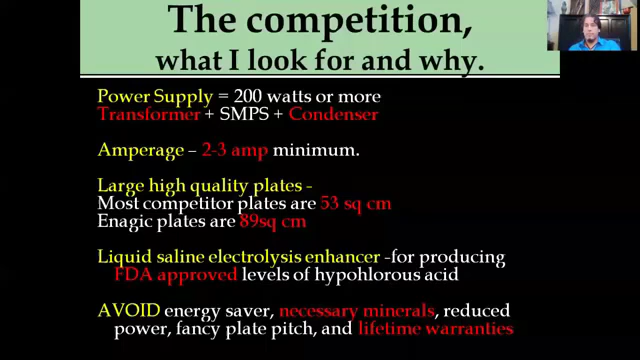 The competition,
what I look for and why.
Power Supply = 200 watts or more
Transformer + SMPS + Condenser
Amperage – 2-3 amp minimum.
Large high quality plates -
Most competitor plates are 53 sq cm
Enagic plates are 89sq cm
Liquid saline electrolysis enhancer -for producing
FDA approved levels of hypohlorous acid
AVOID energy saver, necessary minerals, reduced
power, fancy plate pitch, and lifetime warranties